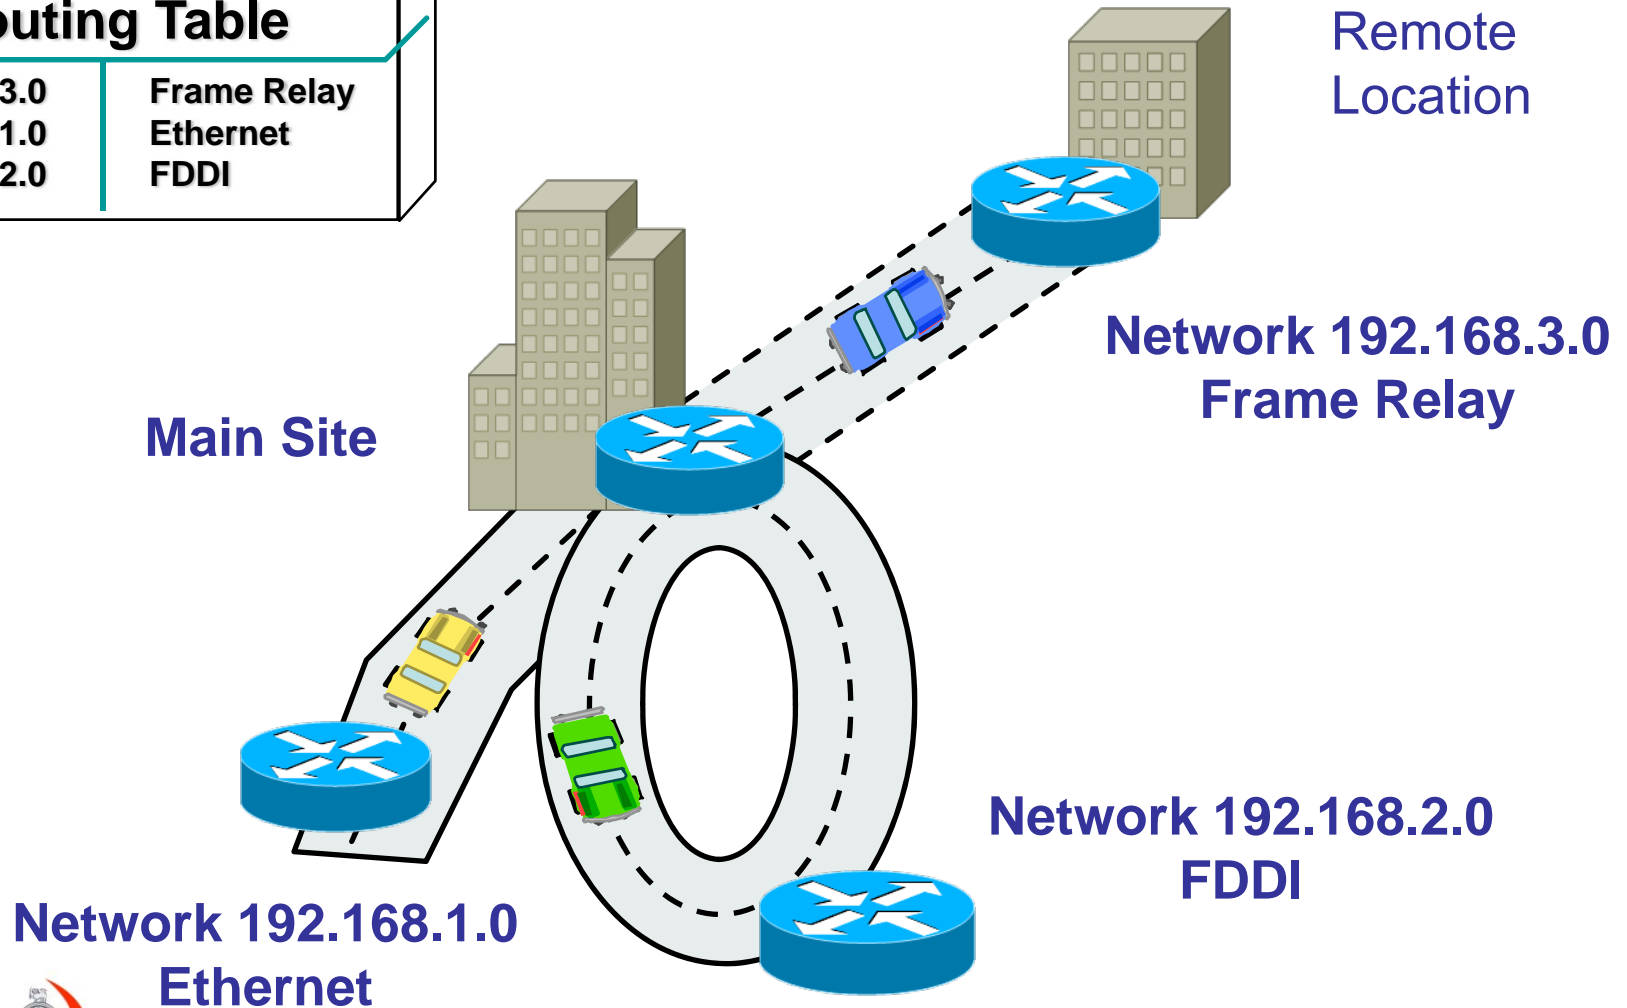 outing Table
3.0 Frame Relay
1.0 Ethernet
2.0 FDDI
Remote
Location
Network 192.168.3.0
Frame Relay
Main Site
Network 192.168.2.0
FDDI
Network 192.168.1.0
Ethernet